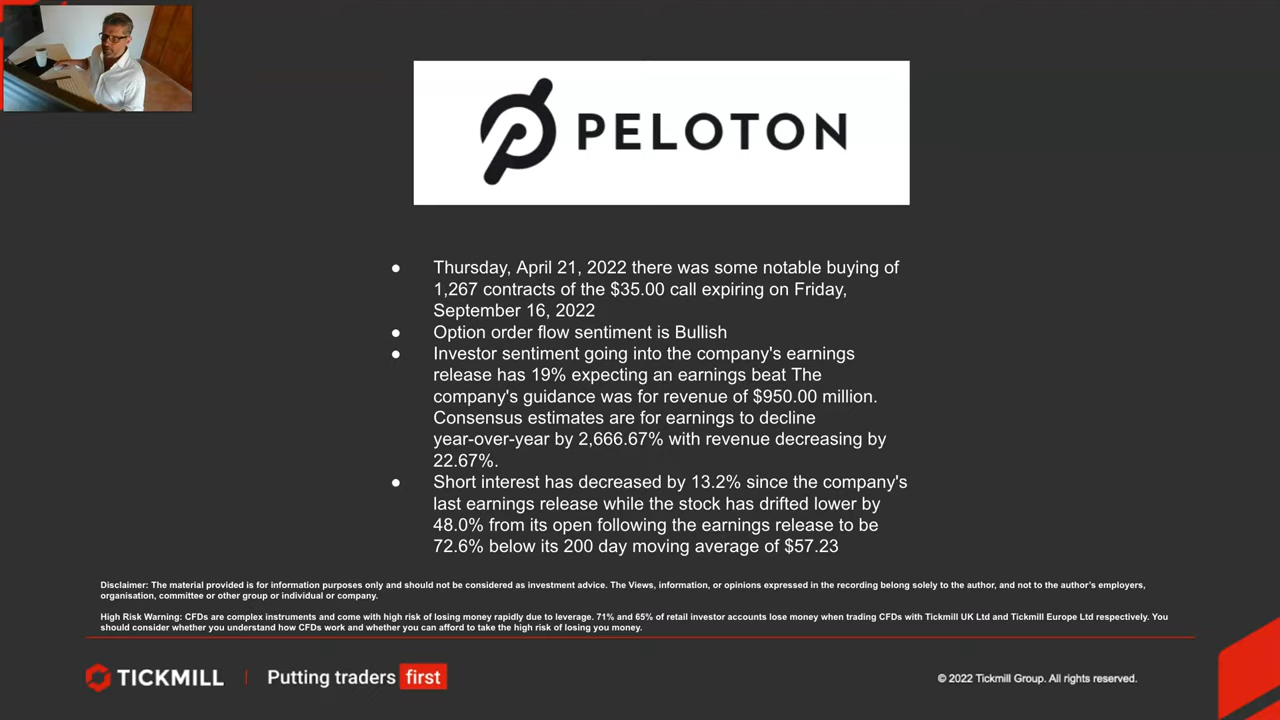 PELOTON
● Thursday, April 21, 2022 there was some notable buying of
1,267 contracts of the $35.00 call expiring on Friday,
September 16, 2022
● Option order flow sentiment is Bullish
● Investor sentiment going into the company's earnings
release has 19% expecting an earnings beat The
company's guidance was for revenue of $950.00 million.
Consensus estimates are for earnings to decline
year-over-year by 2,666.67% with revenue decreasing by
22.67%.
● Short interest has decreased by 13.2% since the company's
last earnings release while the stock has drifted lower by
48.0% from its open following the earnings release to be
72.6% below its 200 day moving average of $57.23
Disclaimer: The material provided is for information purposes only and should not be considered as investment advice. The Views, information, or opinions expressed in the recording belong solely to the author, and not to the author's employers,
organisation, committee or other group or individual or company.
High Risk Warning: CFDs are complex instruments and come with high risk of losing money rapidly due to leverage. 71% and 65% of retail investor accounts lose money when trading CFDs with Tickmill UK Ltd and Tickmill Europe Ltd respectively. You
should consider whether you understand how CFDs work and whether you can afford to take the high risk of losing you money.
TICKMILL | Putting traders first
© 2022 Tickmill Group. All rights reserved.